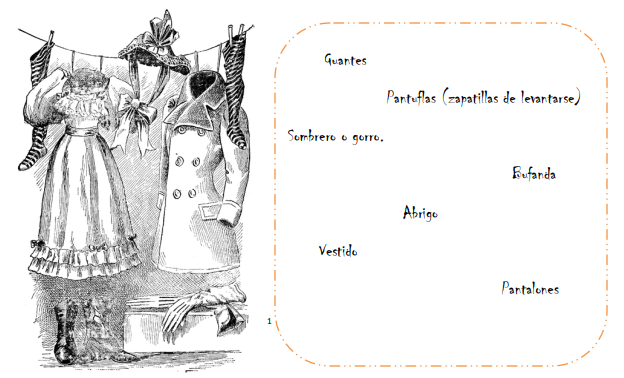 Guantes
Pantuflas (zapatillas de levantarse)
Sombrero o gorro.
Bufanda
Abrigo
Vestido
Pantalones
1